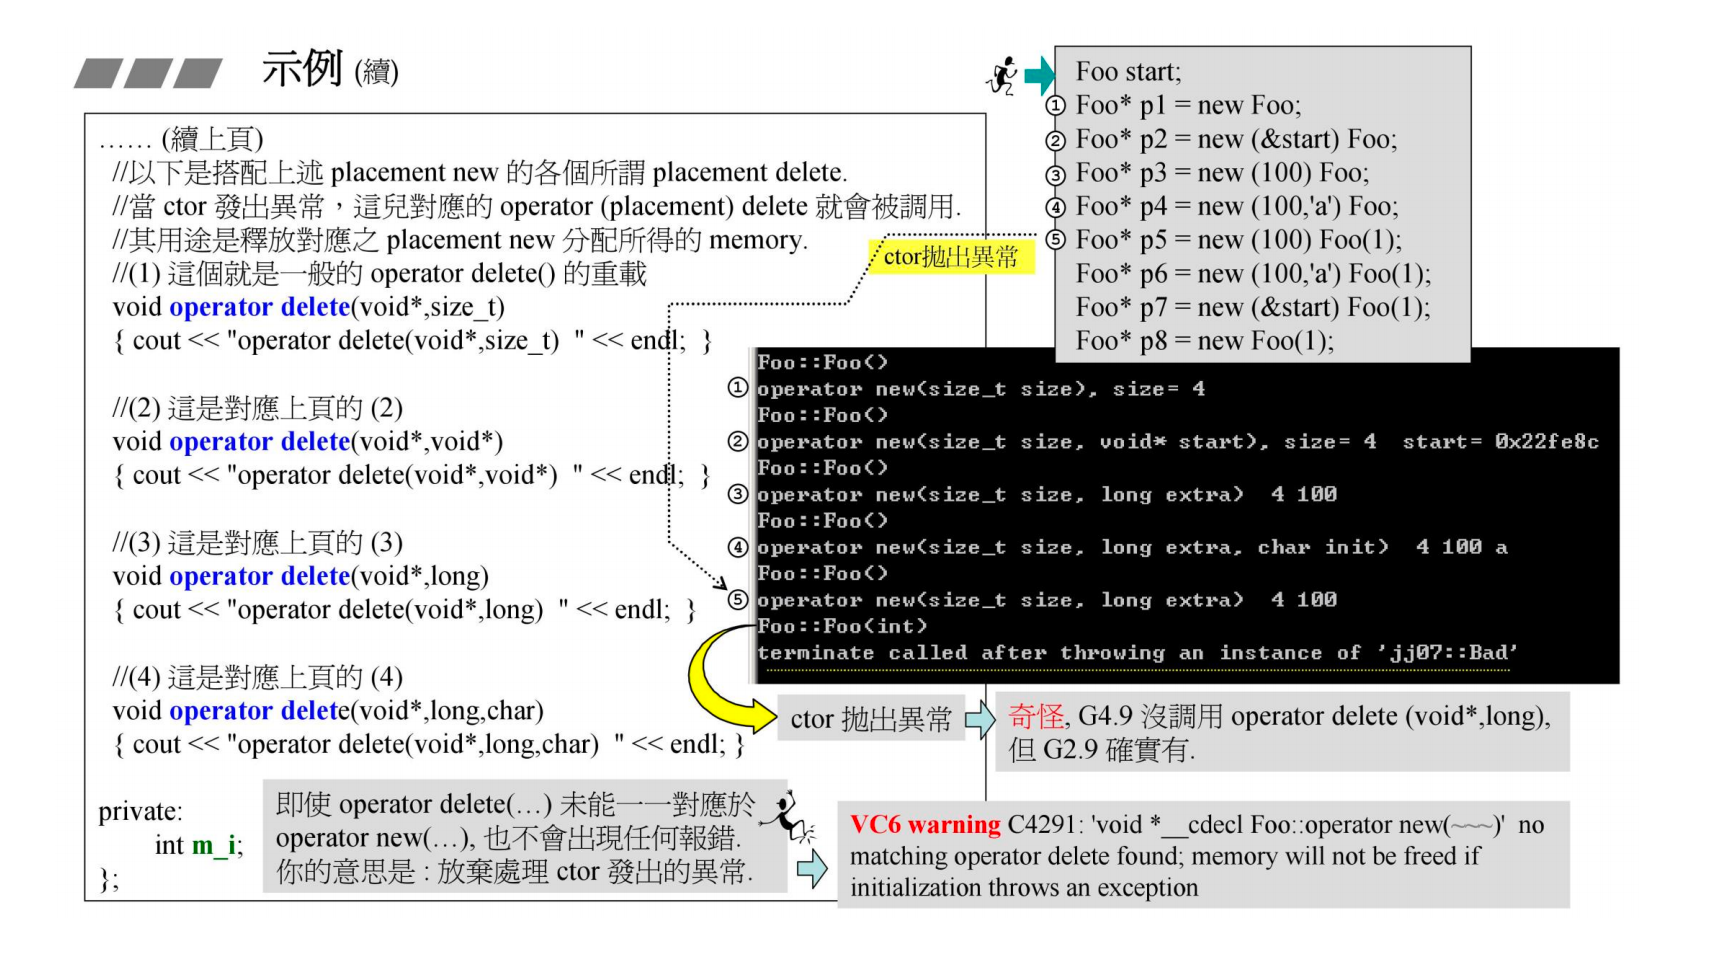 示例 (續)
…… (續上頁)
//以下是搭配上述 placement new 的各個所謂 placement delete.
//當 ctor 發出異常，這兒對應的 operator (placement) delete 就會被調用.
//其用途是釋放對應之 placement new 分配所得的 memory.
//(1) 這個就是一般的 operator delete() 的重載
void operator delete(void*,size_t)
{ cout << "operator delete(void*,size_t)  " << endl;  }
//(2) 這是對應上頁的 (2)
void operator delete(void*,void*)
{ cout << "operator delete(void*,void*)  " << endl;  }
//(3) 這是對應上頁的 (3)
void operator delete(void*,long)
{ cout << "operator delete(void*,long)  " << endl;  }
//(4) 這是對應上頁的 (4)
void operator delete(void*,long,char)
{ cout << "operator delete(void*,long,char)  " << endl; }
private:
int m_i;
};
即使 operator delete(…) 未能一一對應於
operator new(…), 也不會出現任何報錯.
你的意思是 : 放棄處理 ctor 發出的異常.
Foo start;
① Foo* p1 = new Foo;
② Foo* p2 = new (&start) Foo;
③ Foo* p3 = new (100) Foo;
④ Foo* p4 = new (100,'a') Foo;
⑤ Foo* p5 = new (100) Foo(1);
Foo* p6 = new (100,'a') Foo(1);
Foo* p7 = new (&start) Foo(1);
Foo* p8 = new Foo(1);
ctor拋出異常
Foo::Foo()
① operator new(size_t size), size= 4
Foo::Foo()
② operator new(size_t size, void* start), size= 4  start= 0x22fe8c
Foo::Foo()
③ operator new(size_t size, long extra)  4 100
Foo::Foo()
④ operator new(size_t size, long extra, char init)  4 100 a
Foo::Foo()
⑤ operator new(size_t size, long extra)  4 100
Foo::Foo(int)
terminate called after throwing an instance of 'jj07::Bad'
ctor 拋出異常
奇怪, G4.9 沒調用 operator delete (void*,long),
但 G2.9 確實有.
VC6 warning C4291: 'void *__cdecl Foo::operator new(~~~)'  no
matching operator delete found; memory will not be freed if
initialization throws an exception